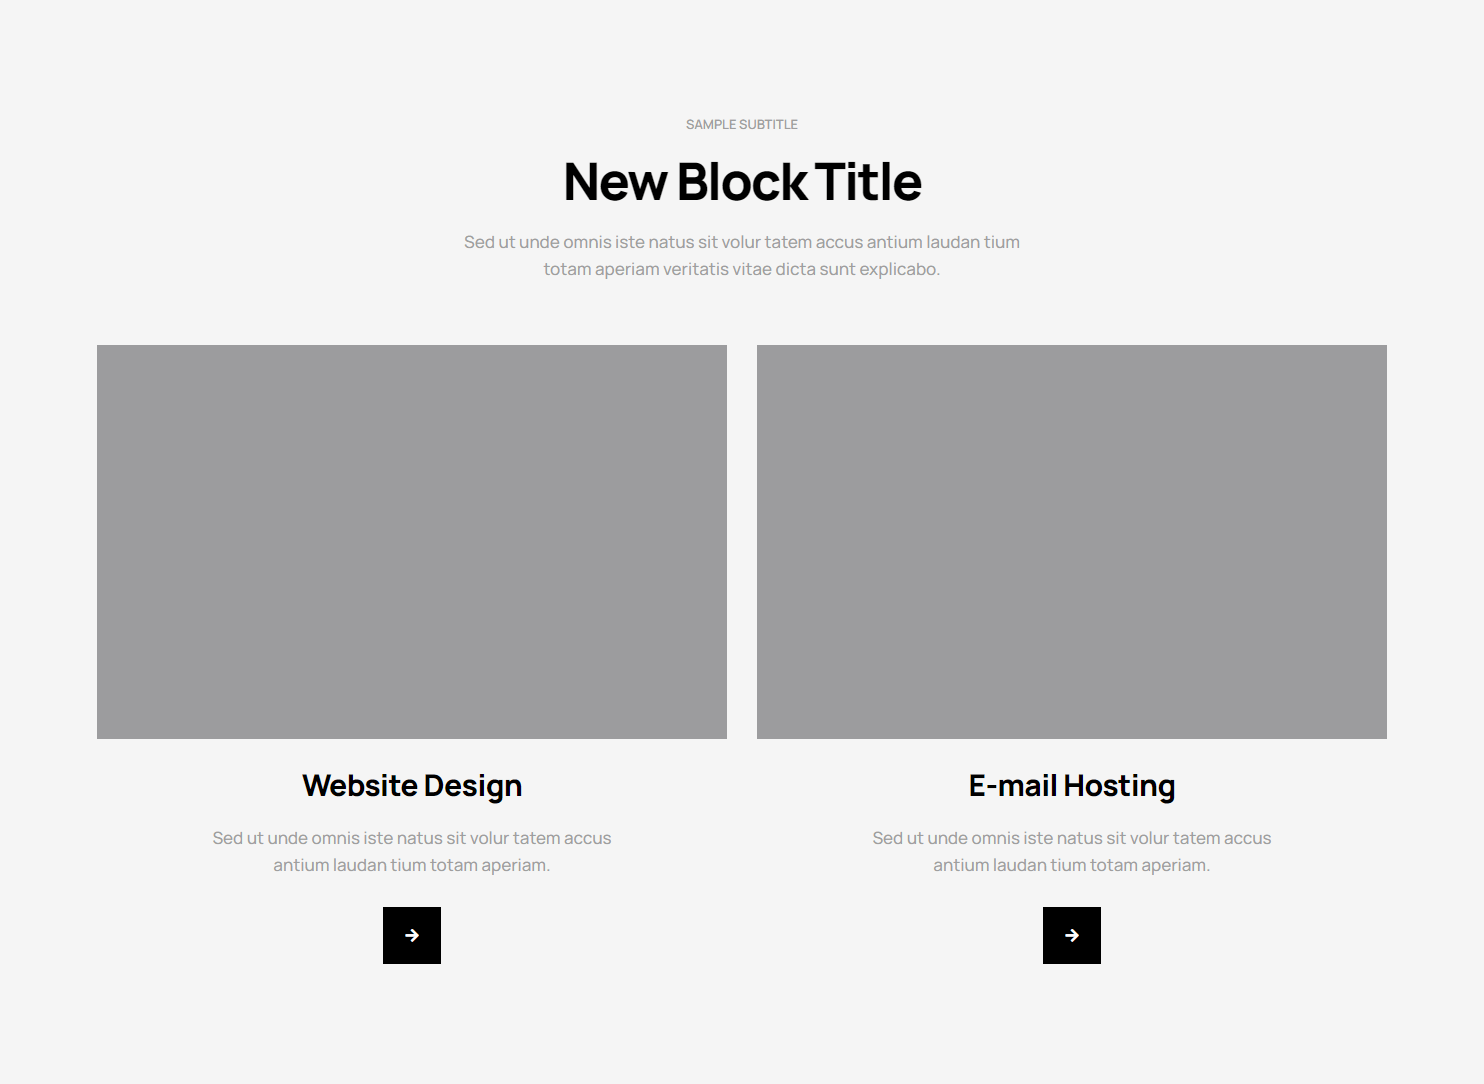 SAMPLE SUBTITLE
New Block Title
Sed ut unde omnis iste natus sit volur tatem accus antium laudan tium
totam aperiam veritatis vitae dicta sunt explicabo.
Website Design
Sed ut unde omnis iste natus sit volur tatem accus
antium laudan tium totam aperiam.
E-mail Hosting
Sed ut unde omnis iste natus sit volur tatem accus
antium laudan tium totam aperiam.